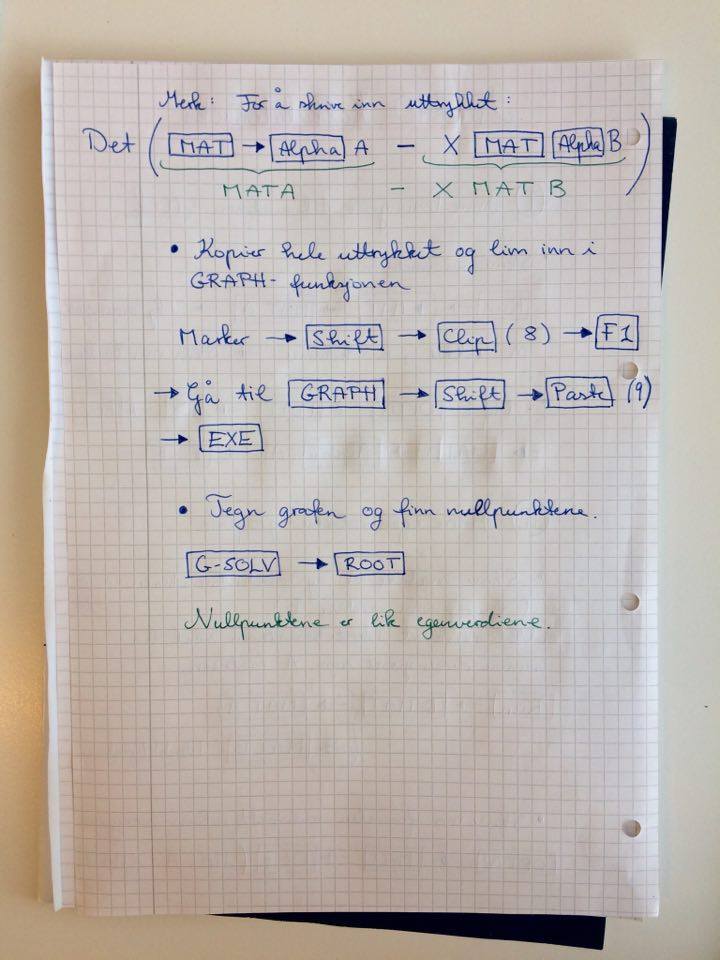 Merk: For å skrive inn uttrykket:
Det ( MAT → Alpha A - X MAT Alpha B )
MAT A - X MAT B
• Kopier hele uttrykket og lim inn i
GRAPH-funksjonen
Marker → Shift → Clip (8) → F1
→ Gå til GRAPH → Shift → Paste (9)
→ EXE
• Tegn grafen og finn nullpunktene.
G-SOLV → ROOT
Nullpunktene er lik egenverdiene.